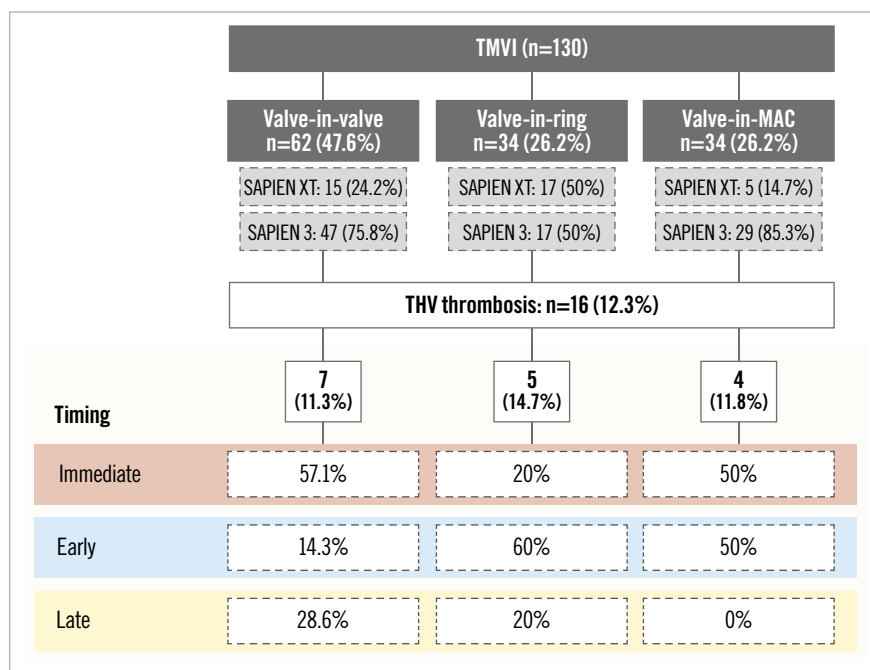 TMVI (n=130)
Valve-in-valve
n=62 (47.6%)
Valve-in-ring
n=34 (26.2%)
Valve-in-MAC
n=34 (26.2%)
SAPIEN XT: 15 (24.2%)
SAPIEN XT: 17 (50%)
SAPIEN XT: 5 (14.7%)
SAPIEN 3: 47 (75.8%)
SAPIEN 3: 17 (50%)
SAPIEN 3: 29 (85.3%)
THV thrombosis: n=16 (12.3%)
7
(11.3%)
5
(14.7%)
4
(11.8%)
Timing
Immediate
57.1%
20%
50%
Early
14.3%
60%
50%
Late
28.6%
20%
0%